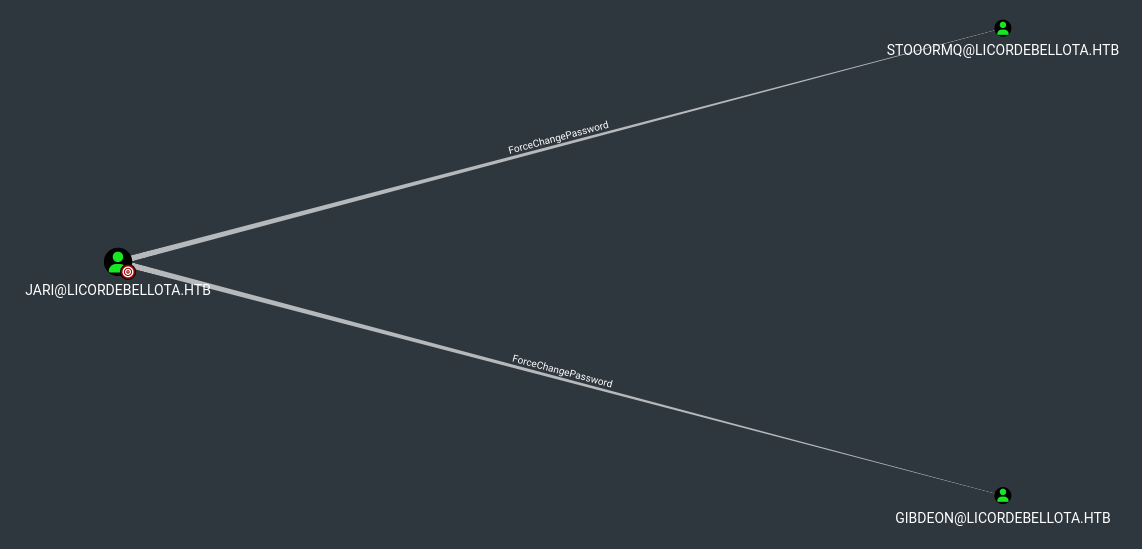 STOOORMQ@LICORDEBELLOTA.HTB
ForceChangePassword
JARI@LICORDEBELLOTA.HTB
ForceChangePassword
GIBDEON@LICORDEBELLOTA.HTB